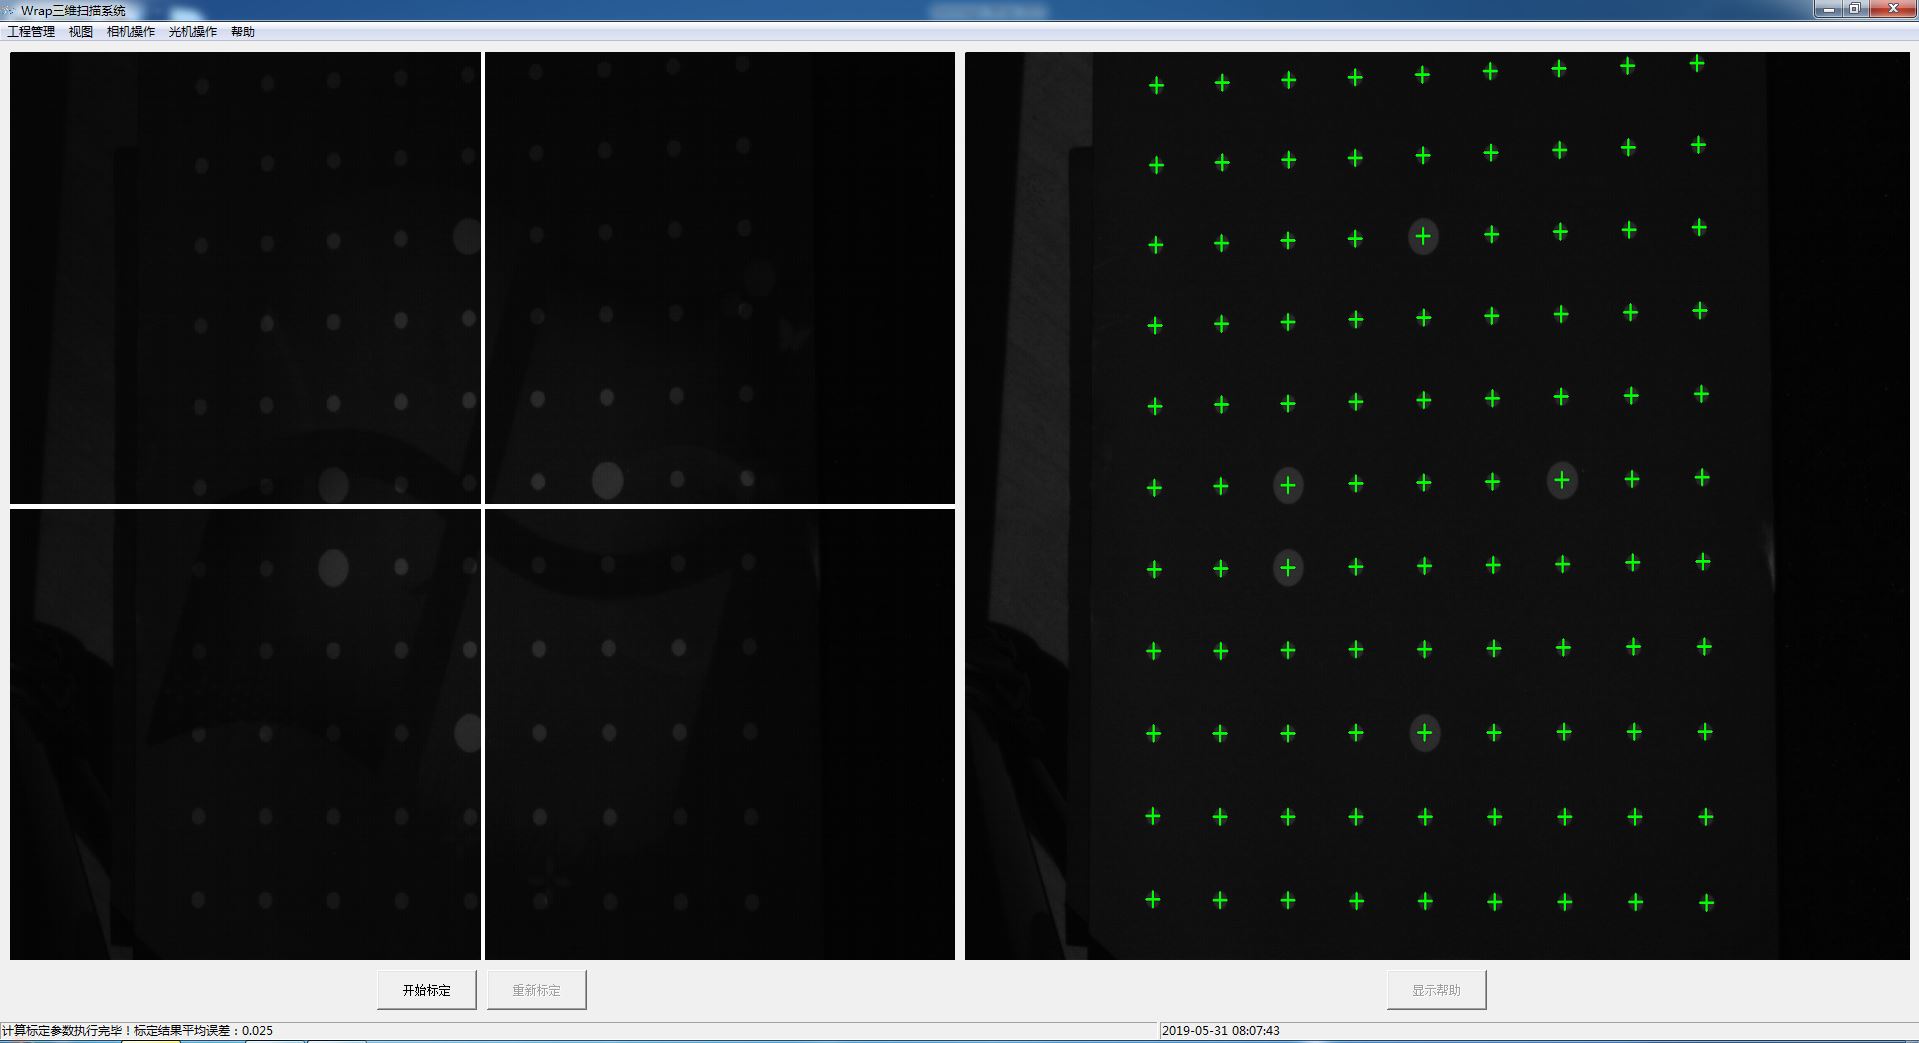 Wrap三维扫描系统
工程管理 视图 相机操作 光机操作 帮助
开始标定 重新标定 显示帮助
计算标定参数执行完毕！标定结果平均误差：0.025 2019-05-31 08:07:43